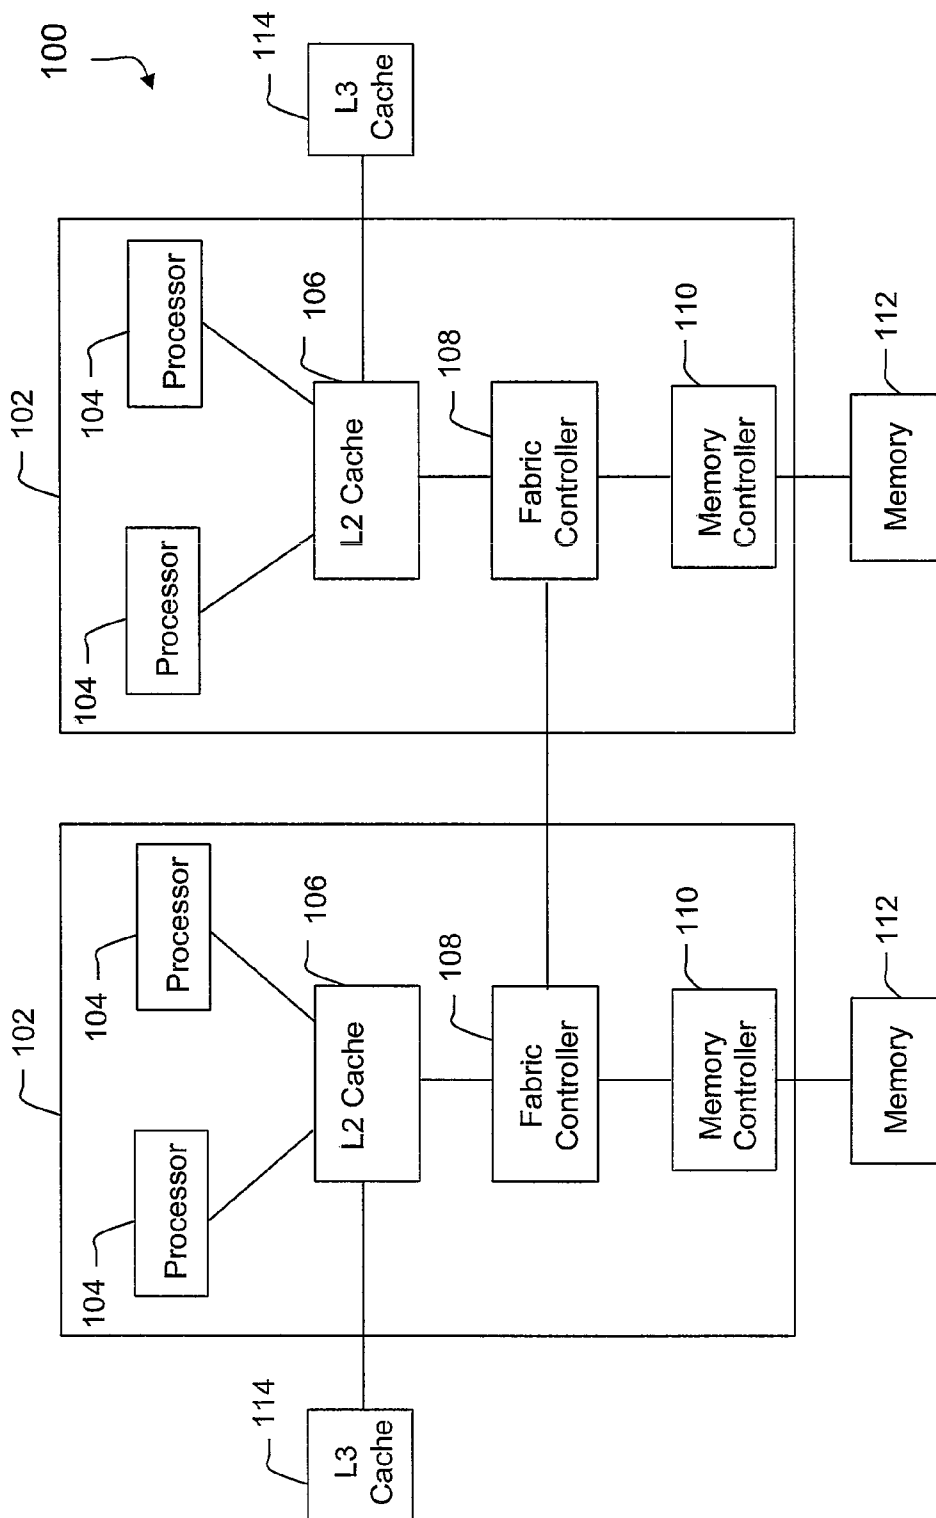 102
102
100
104
104
104
104
Processor
Processor
Processor
Processor
114
106
106
114
L3
Cache
L2 Cache
L2 Cache
L3
Cache
108
108
Fabric
Controller
Fabric
Controller
110
110
Memory
Controller
Memory
Controller
112
112
Memory
Memory